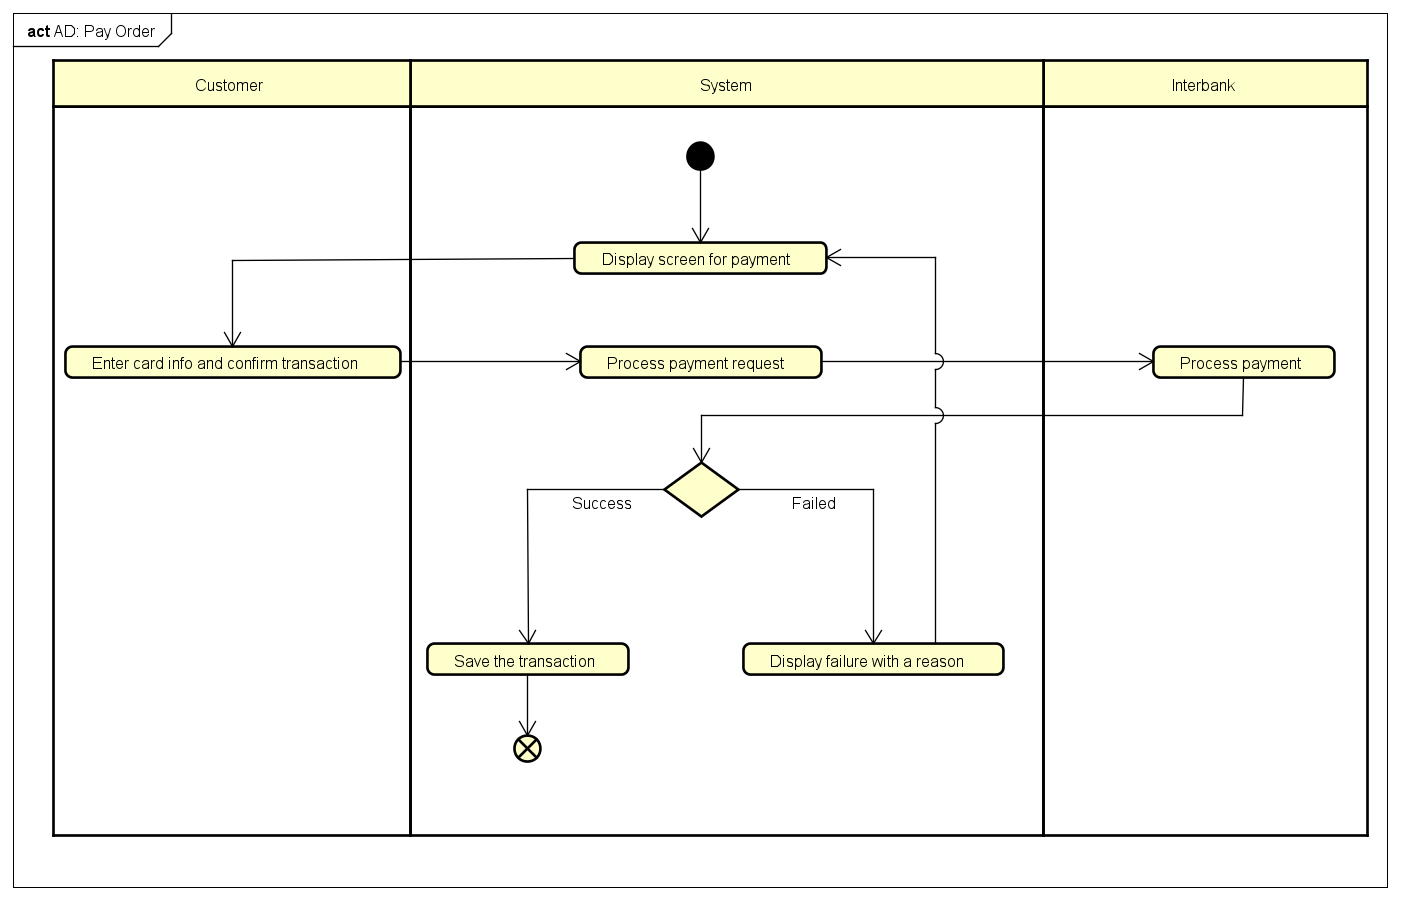 act AD: Pay Order
Customer
System
Interbank
Display screen for payment
Enter card info and confirm transaction
Process payment request
Process payment
Success
Failed
Save the transaction
Display failure with a reason